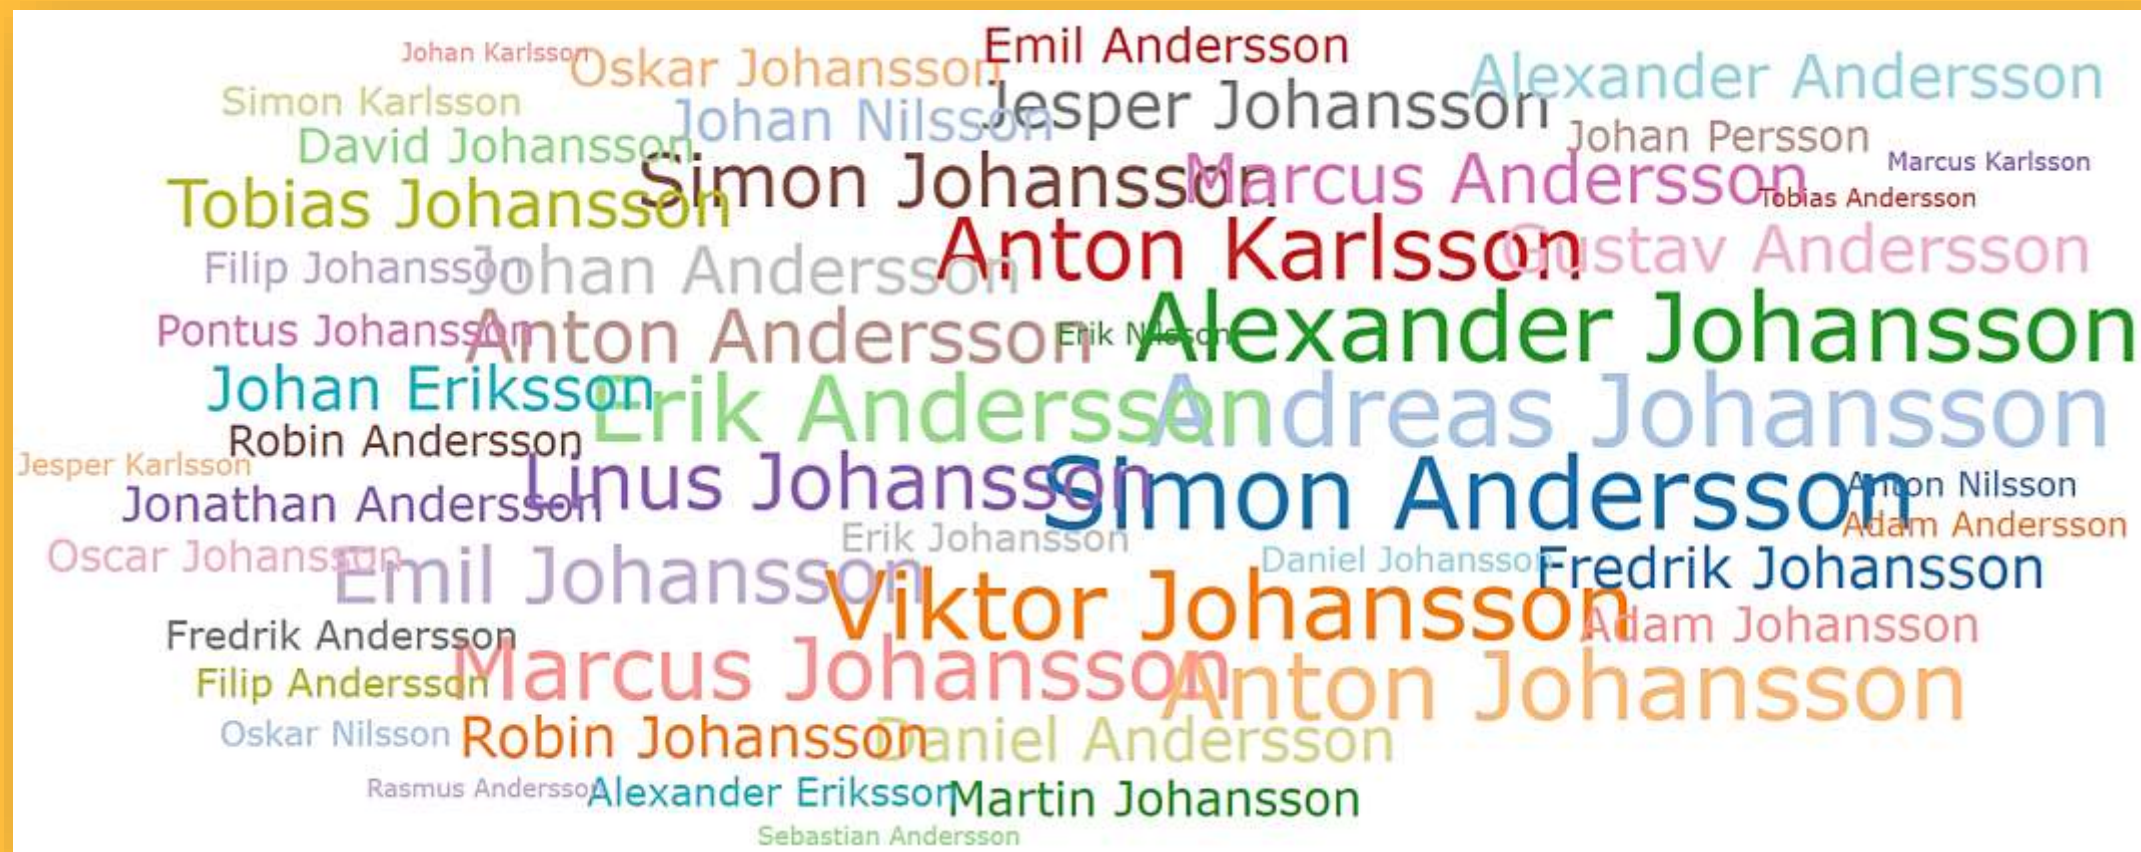 Emil Andersson
Johan Karlsson
Oskar Johansson
Alexander Andersson
Simon Karlsson
Johan Nilsson
Jesper Johansson
David Johansson
Johan Persson
Marcus Karlsson
Simon Johansson
Marcus Andersson
Tobias Andersson
Tobias Johansson
Anton Karlsson
Gustav Andersson
Filip Johansson
Johan Andersson
Pontus Johansson
Anton Andersson
Erik Nilsson
Alexander Johansson
Johan Eriksson
Erik Andersson
Andreas Johansson
Robin Andersson
Jesper Karlsson
Linus Johansson
Simon Andersson
Anton Nilsson
Jonathan Andersson
Adam Andersson
Erik Johansson
Oscar Johansson
Emil Johansson
Daniel Johansson
Fredrik Johansson
Viktor Johansson
Adam Johansson
Fredrik Andersson
Marcus Johansson
Filip Andersson
Anton Johansson
Oskar Nilsson
Robin Johansson
Daniel Andersson
Rasmus Andersson
Alexander Eriksson
Martin Johansson
Sebastian Andersson